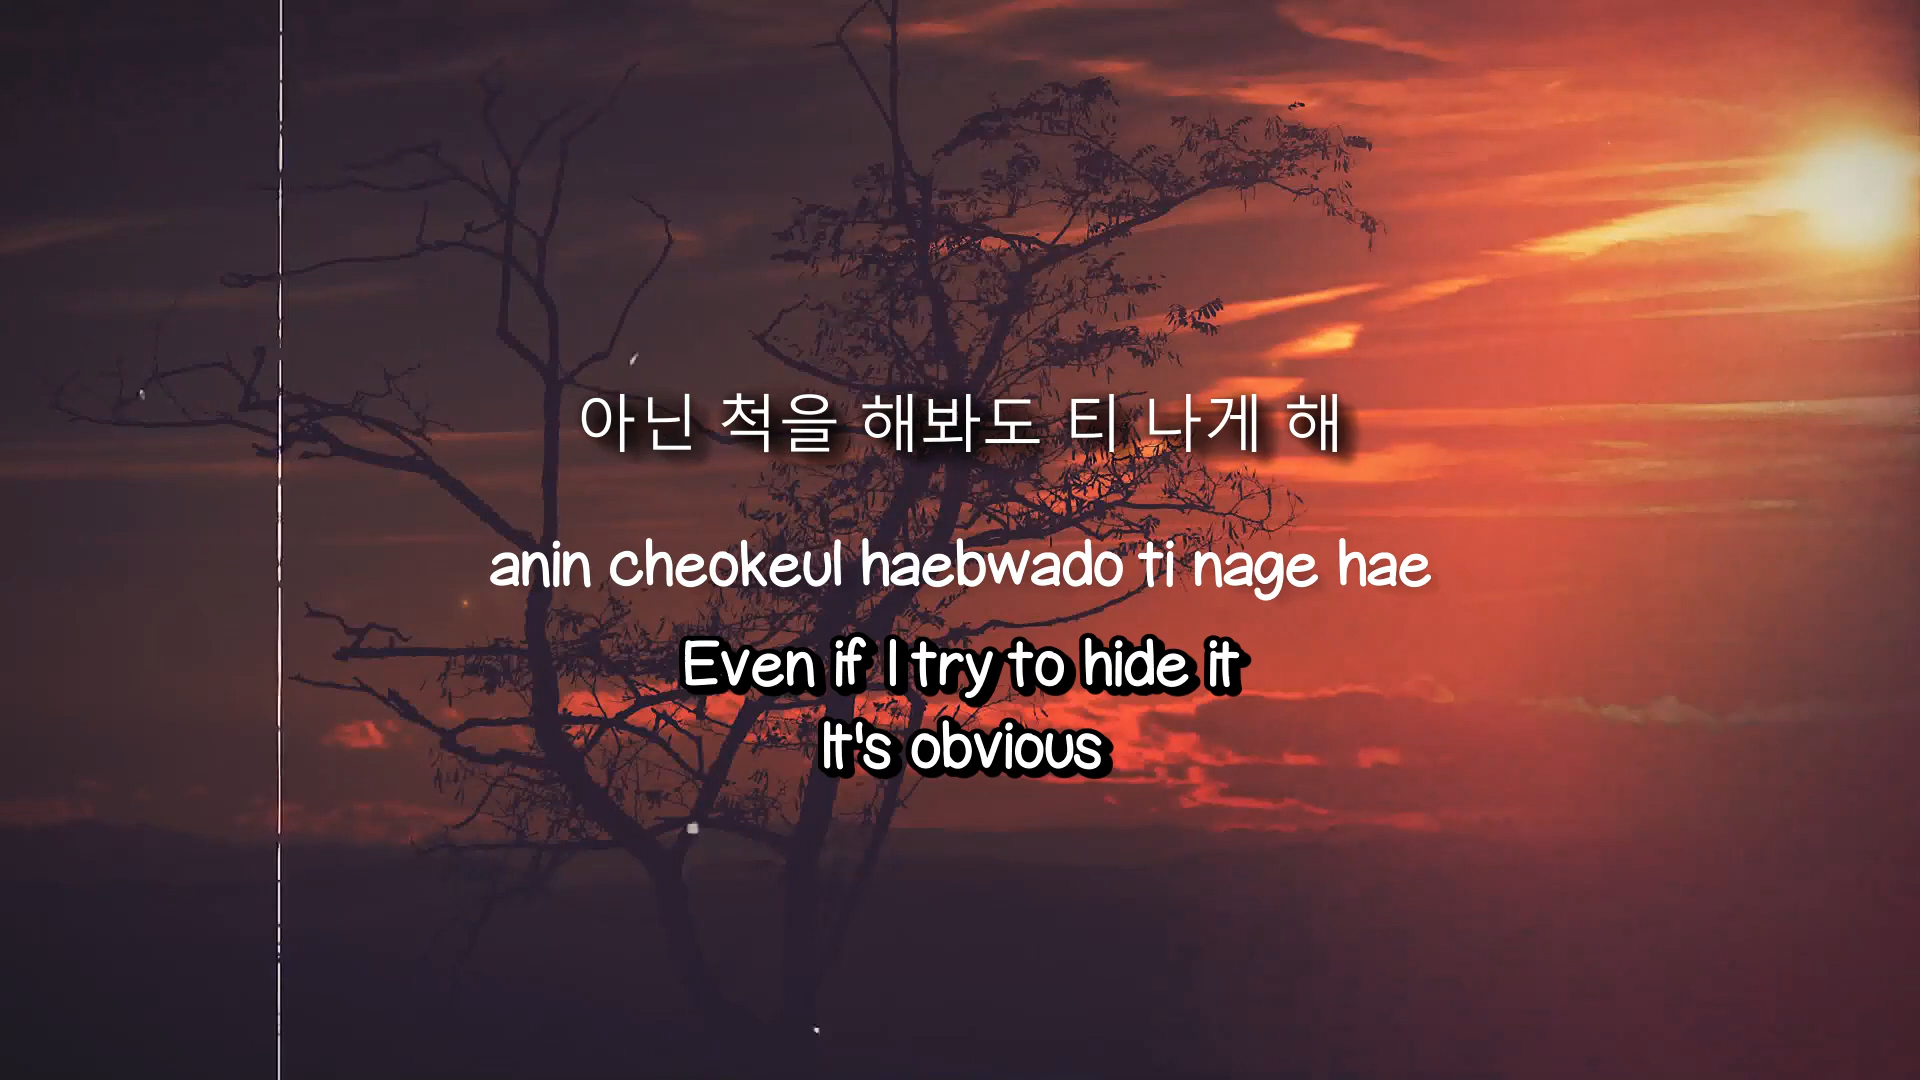 아닌 척을 해봐도 티 나게 해
anin cheokeul haebwado ti nage hae
Even if I try to hide it
It's obvious